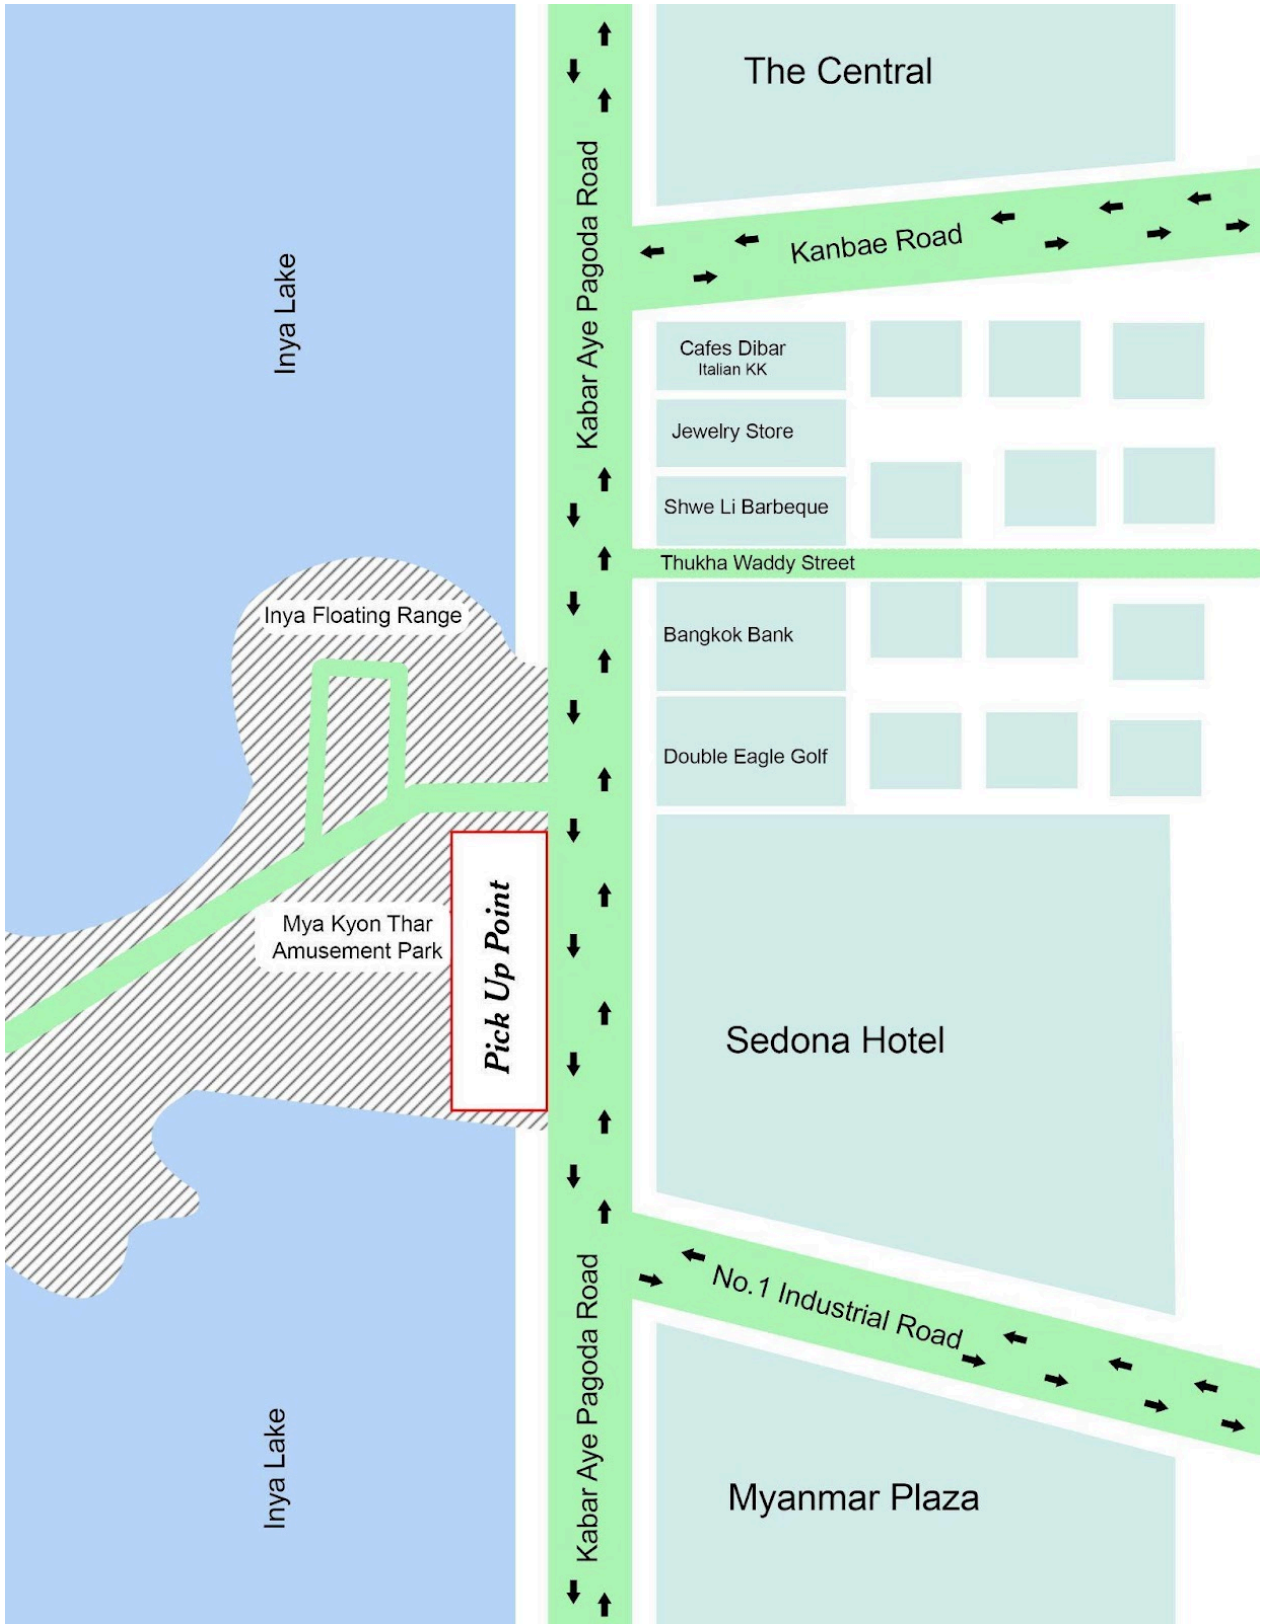 The Central
Kabar Aye Pagoda Road
Kanbae Road
Inya Lake
Cafes Dibar
Italian KK
Jewelry Store
Shwe Li Barbeque
Thukha Waddy Street
Inya Floating Range
Bangkok Bank
Double Eagle Golf
Mya Kyon Thar
Amusement Park
Pick Up Point
Sedona Hotel
No.1 Industrial Road
Kabar Aye Pagoda Road
Inya Lake
Myanmar Plaza